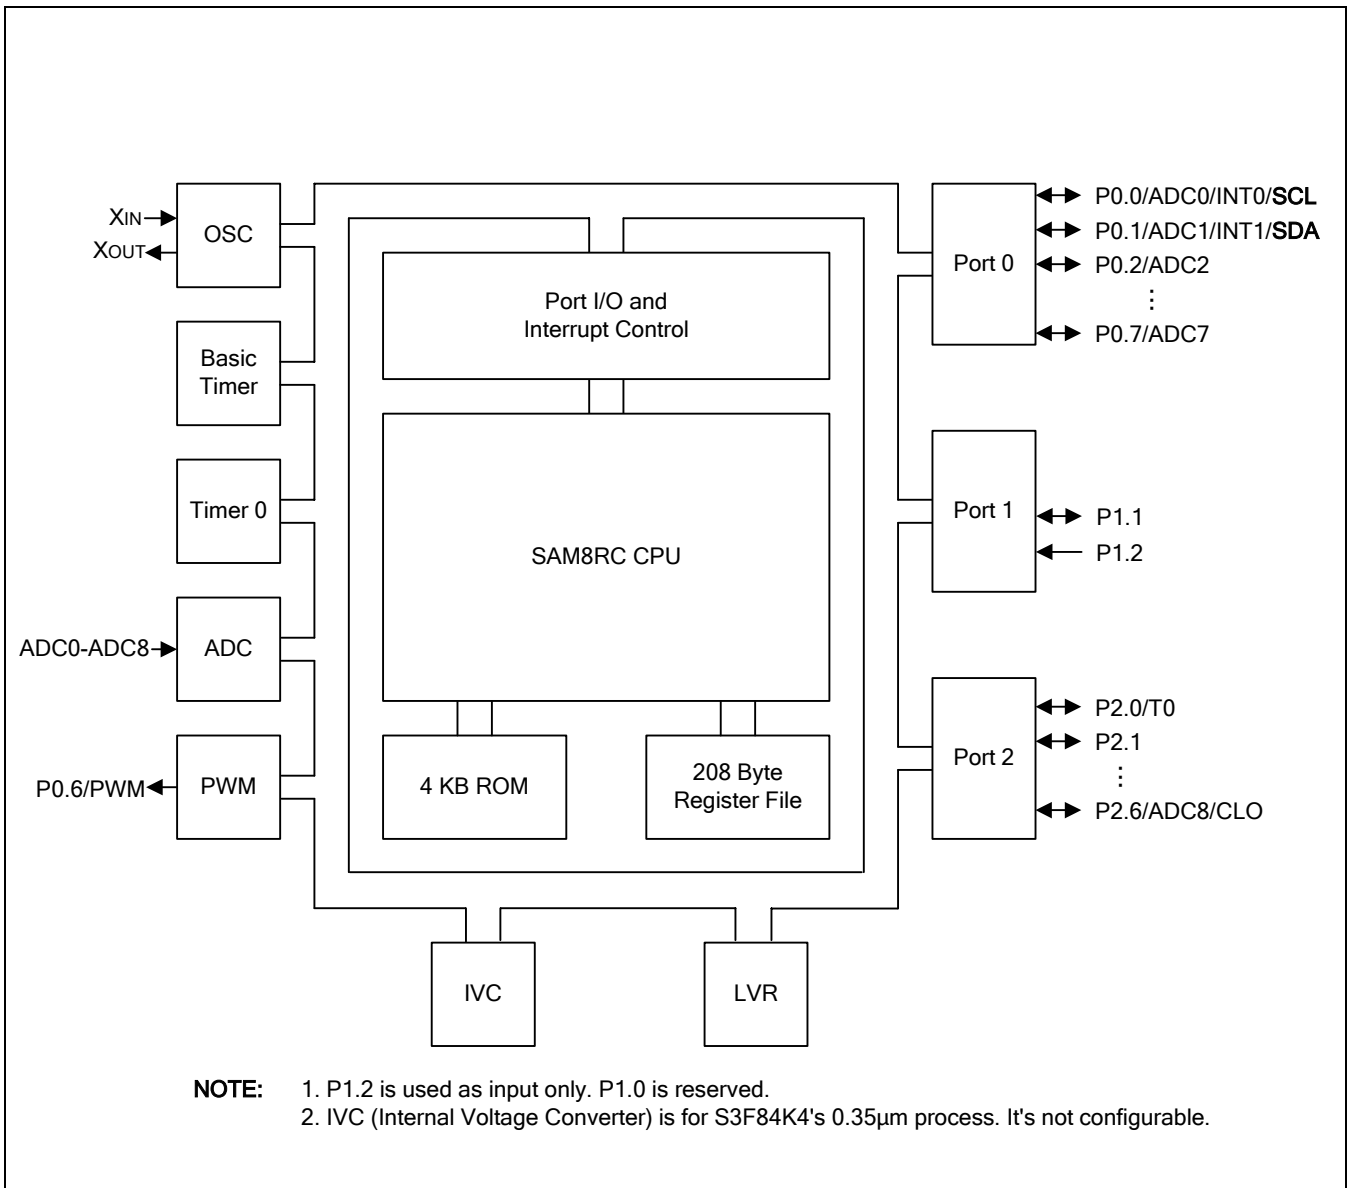 XIN
XOUT
OSC
Basic
Timer
Timer 0
ADC0-ADC8
ADC
P0.6/PWM
PWM
Port I/O and
Interrupt Control
SAM8RC CPU
4 KB ROM
208 Byte
Register File
IVC
LVR
Port 0
P0.0/ADC0/INT0/SCL
P0.1/ADC1/INT1/SDA
P0.2/ADC2
⋮
P0.7/ADC7
Port 1
P1.1
P1.2
Port 2
P2.0/T0
P2.1
⋮
P2.6/ADC8/CLO
NOTE: 1. P1.2 is used as input only. P1.0 is reserved.
2. IVC (Internal Voltage Converter) is for S3F84K4's 0.35µm process. It's not configurable.